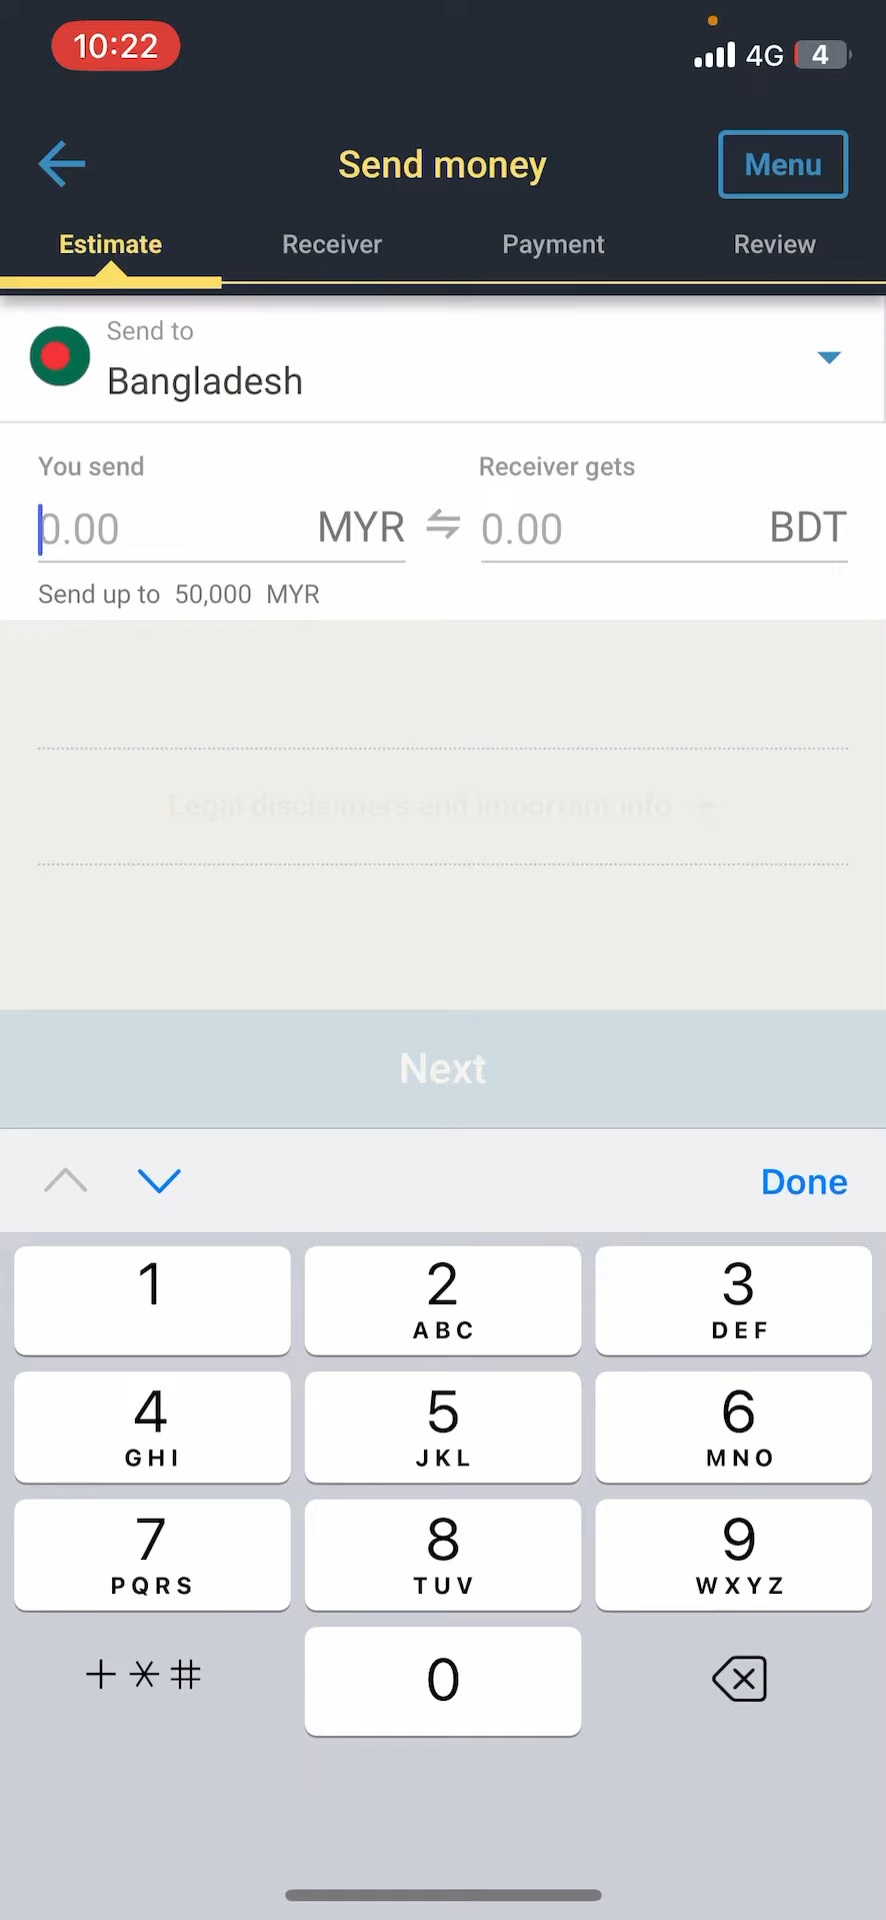 10:22
4G 4
Send money
Menu
Estimate Receiver Payment Review
Send to
Bangladesh
You send Receiver gets
0.00 MYR ⇋ 0.00 BDT
Send up to 50,000 MYR
Legal disclaimers and important info
Next
Done
1 2 3
ABC DEF
4 5 6
GHI JKL MNO
7 8 9
PQRS TUV WXYZ
+*# 0